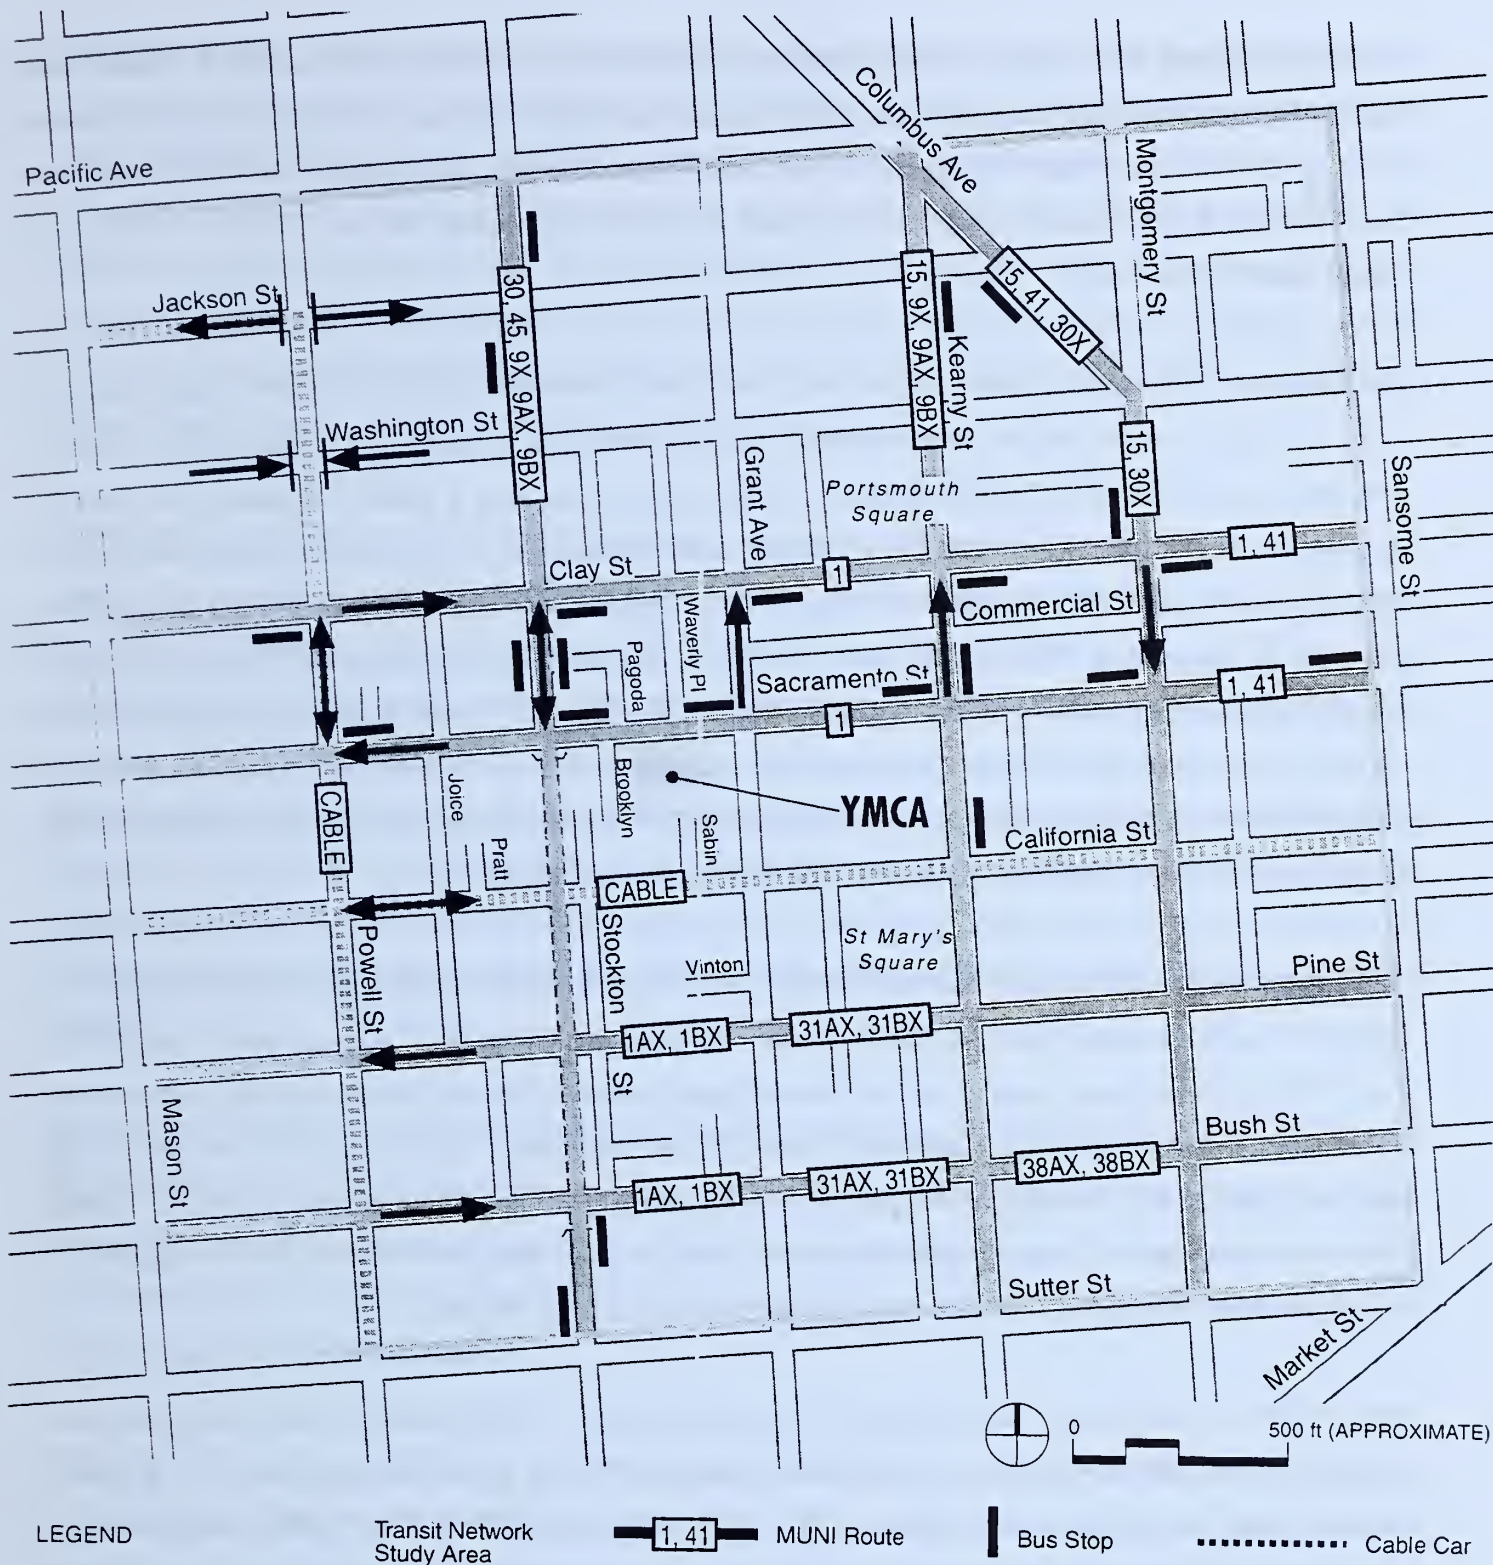 Columbus Ave
Pacific Ave
Montgomery St
Jackson St
30, 45, 9X, 9AX, 9BX
15, 9X, 9AX, 9BX
15, 41, 30X
Kearny St
Washington St
Grant Ave
15, 30X
Portsmouth
Square
Sansome St
Clay St
1
1, 41
Commercial St
Waverly Pl
Pagoda
Sacramento St
1
1, 41
Joice
Brooklyn
YMCA
CABLE
Sabin
Pratt
California St
CABLE
Powell St
Stockton St
St Mary's
Square
Vinton
Pine St
1AX, 1BX
31AX, 31BX
Mason St
Bush St
1AX, 1BX
31AX, 31BX
38AX, 38BX
Sutter St
Market St
0
500 ft (APPROXIMATE)
LEGEND
Transit Network
Study Area
1, 41
MUNI Route
Bus Stop
Cable Car